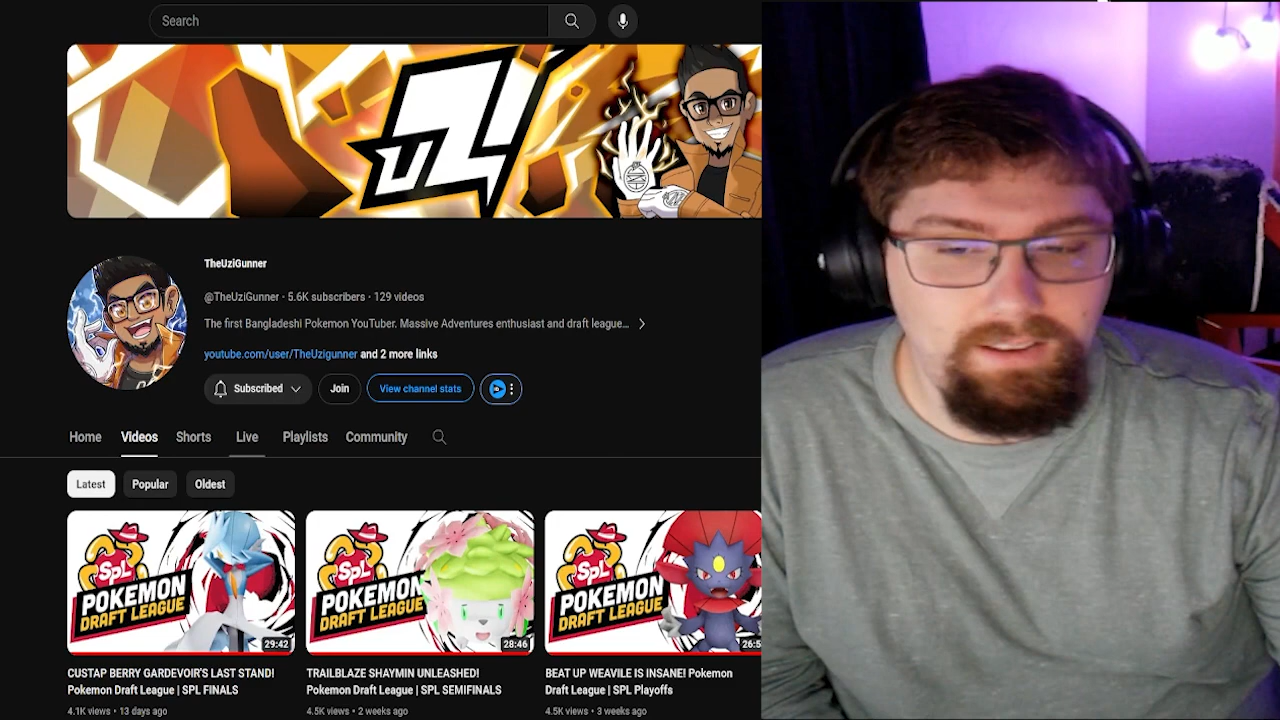 Search
UZI
TheUziGunner
@TheUziGunner · 5.6K subscribers · 129 videos
The first Bangladeshi Pokemon YouTuber. Massive Adventures enthusiast and draft league...
youtube.com/user/TheUzigunner and 2 more links
Subscribed
Join
View channel stats
Home
Videos
Shorts
Live
Playlists
Community
Latest
Popular
Oldest
SPL
POKEMON
DRAFT LEAGUE
29:42
SPL
POKEMON
DRAFT LEAGUE
28:46
SPL
POKEMON
DRAFT LEAGUE
26:5
CUSTAP BERRY GARDEVOIR'S LAST STAND!
Pokemon Draft League | SPL FINALS
4.1K views • 13 days ago
TRAILBLAZE SHAYMIN UNLEASHED!
Pokemon Draft League | SPL SEMIFINALS
4.5K views • 2 weeks ago
BEAT UP WEAVILE IS INSANE! Pokemon
Draft League | SPL Playoffs
4.5K views • 3 weeks ago